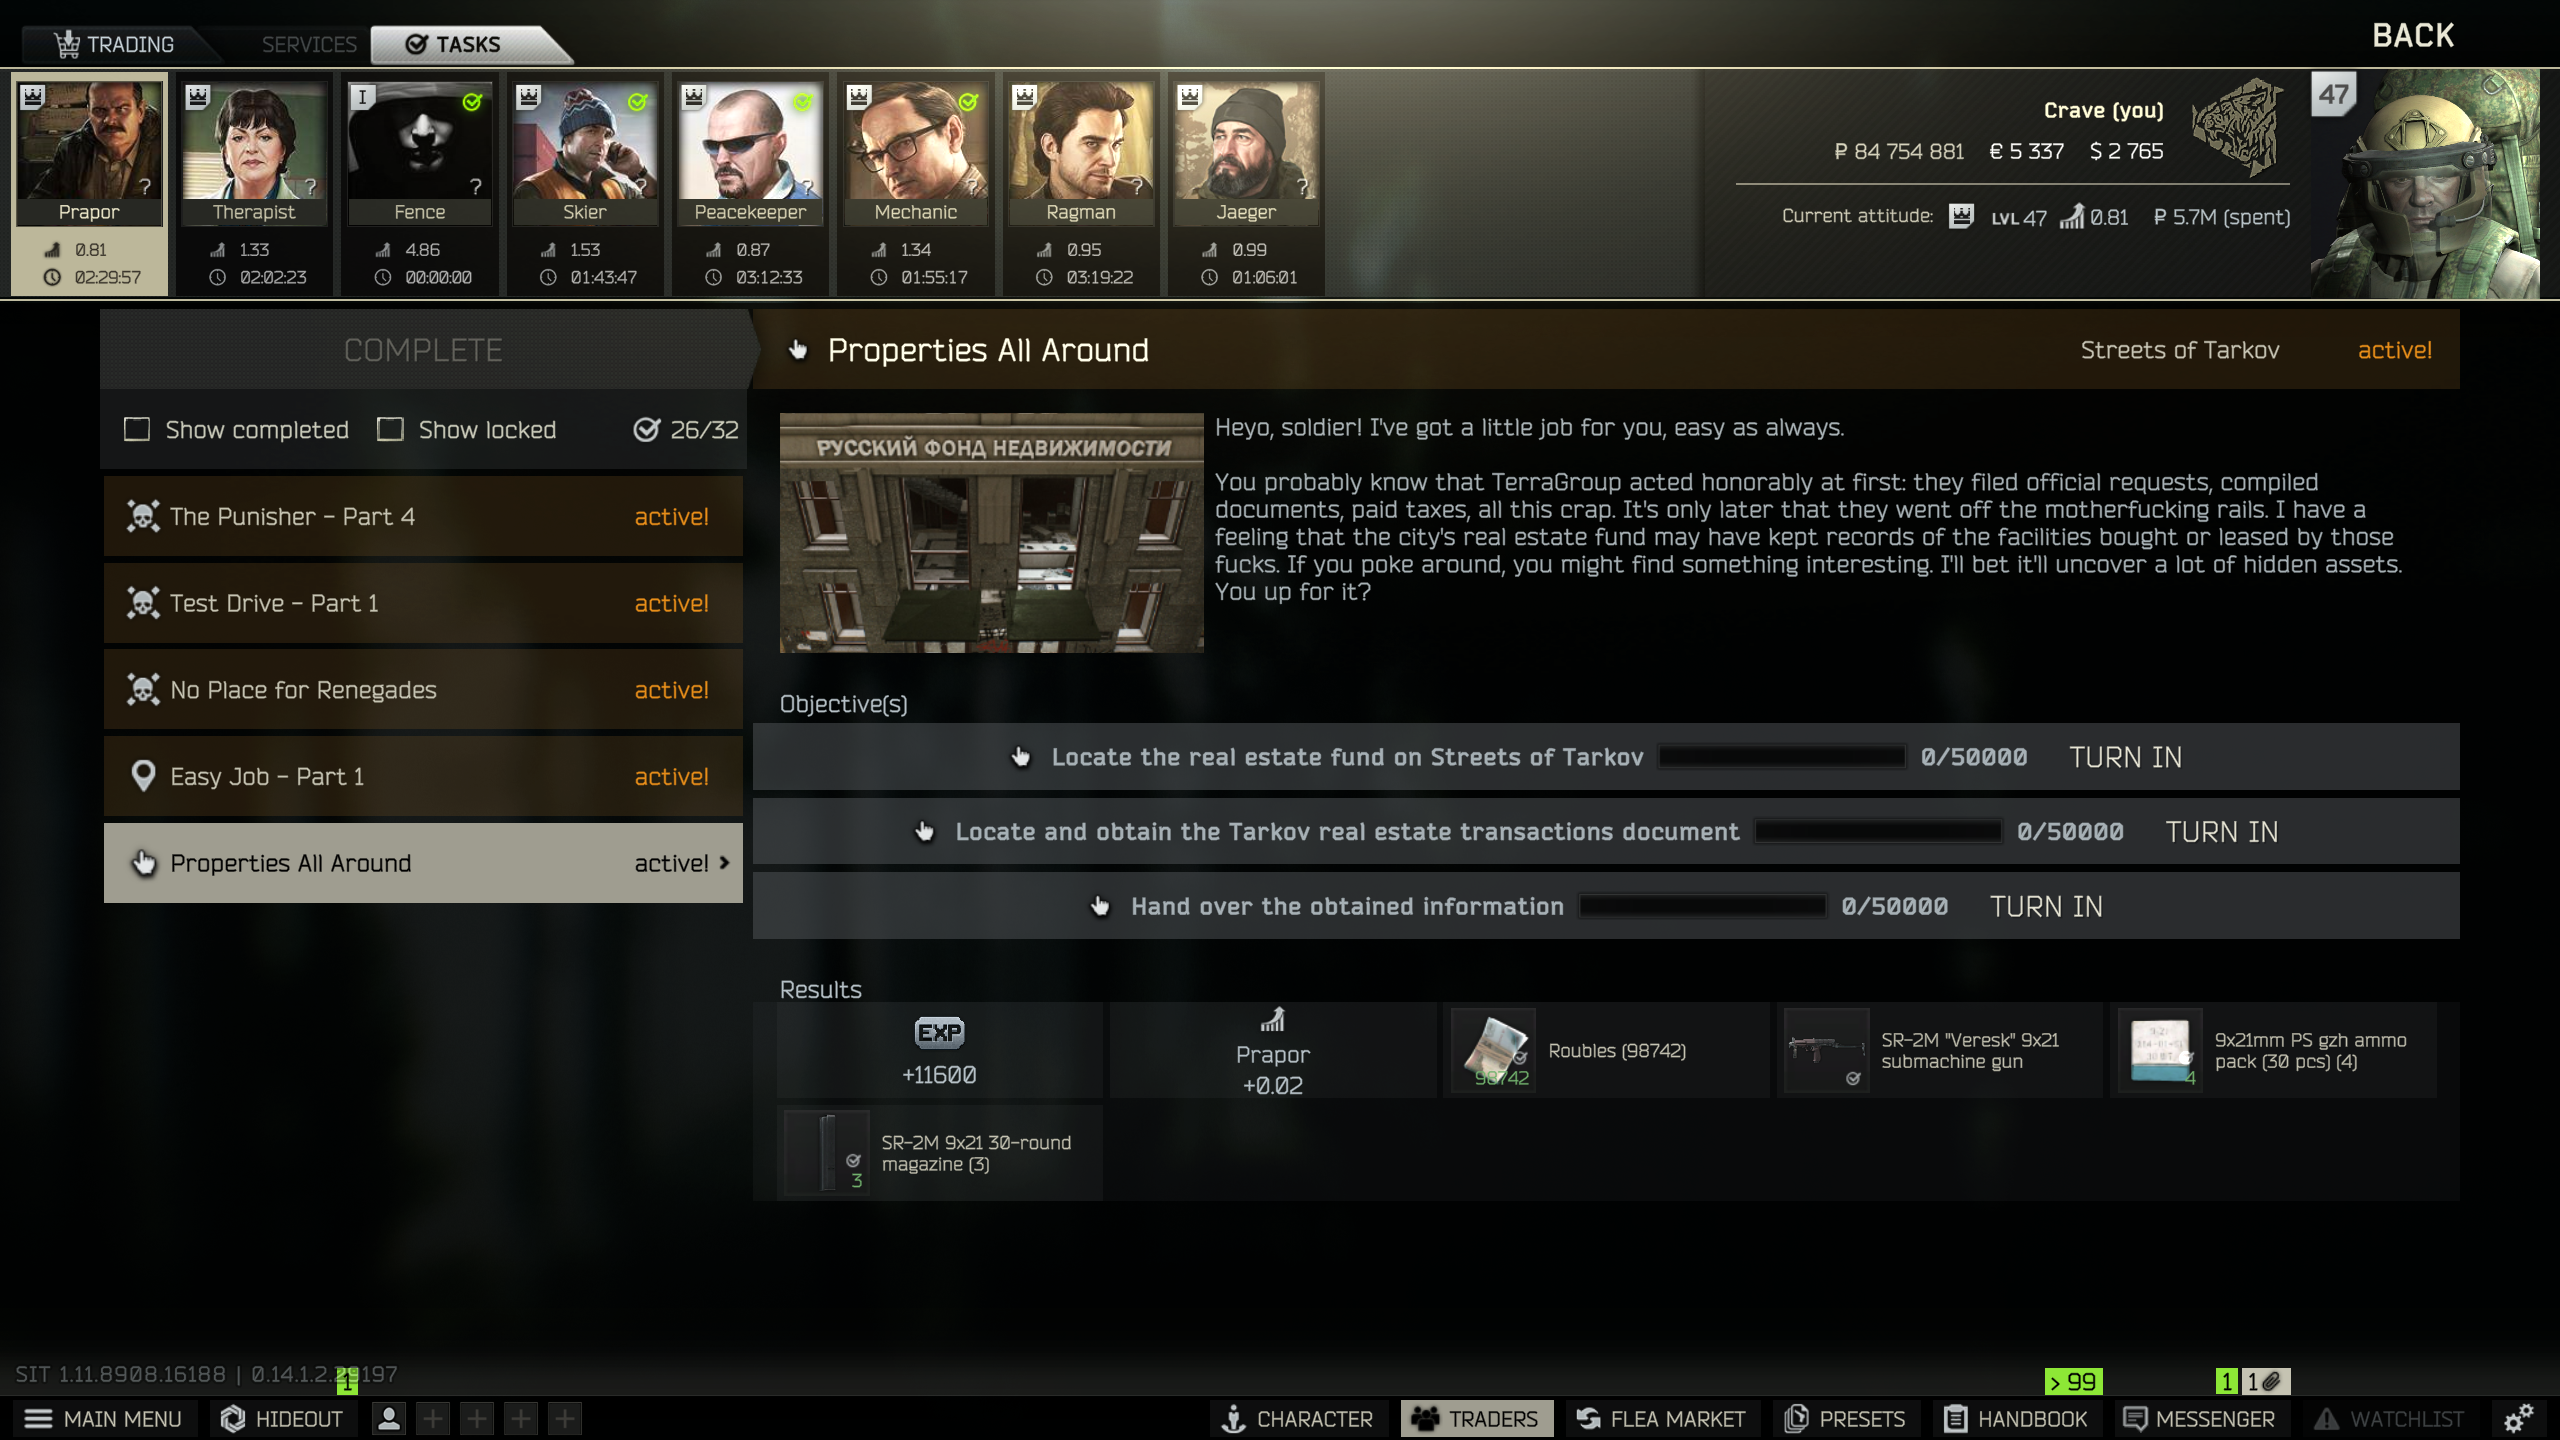 TRADING
SERVICES
TASKS
BACK
I
Prapor
Therapist
Fence
Skier
Peacekeeper
Mechanic
Ragman
Jaeger
0.81
1.33
4.86
1.53
0.87
1.34
0.95
0.99
02:29:57
02:02:23
00:00:00
01:43:47
03:12:33
01:55:17
03:19:22
01:06:01
Crave (you)
₽ 84 754 881 € 5 337 $ 2 765
Current attitude: LVL 47 0.81 ₽ 5.7M (spent)
47
COMPLETE
Show completed
Show locked
26/32
The Punisher - Part 4 active!
Test Drive - Part 1 active!
No Place for Renegades active!
Easy Job - Part 1 active!
Properties All Around active!
Properties All Around
Streets of Tarkov
active!
РУССКИЙ ФОНД НЕДВИЖИМОСТИ
Heyo, soldier! I've got a little job for you, easy as always.
You probably know that TerraGroup acted honorably at first: they filed official requests, compiled
documents, paid taxes, all this crap. It's only later that they went off the motherfucking rails. I have a
feeling that the city's real estate fund may have kept records of the facilities bought or leased by those
fucks. If you poke around, you might find something interesting. I'll bet it'll uncover a lot of hidden assets.
You up for it?
Objective(s)
Locate the real estate fund on Streets of Tarkov 0/50000 TURN IN
Locate and obtain the Tarkov real estate transactions document 0/50000 TURN IN
Hand over the obtained information 0/50000 TURN IN
Results
EXP
+11600
Prapor
+0.02
98742
Roubles (98742)
SR-2M "Veresk" 9x21
submachine gun
4
9x21mm PS gzh ammo
pack (30 pcs) (4)
3
SR-2M 9x21 30-round
magazine (3)
SIT 1.11.8908.16188 | 0.14.1.2.29197
1
> 99
1
1
MAIN MENU
HIDEOUT
CHARACTER
TRADERS
FLEA MARKET
PRESETS
HANDBOOK
MESSENGER
WATCHLIST